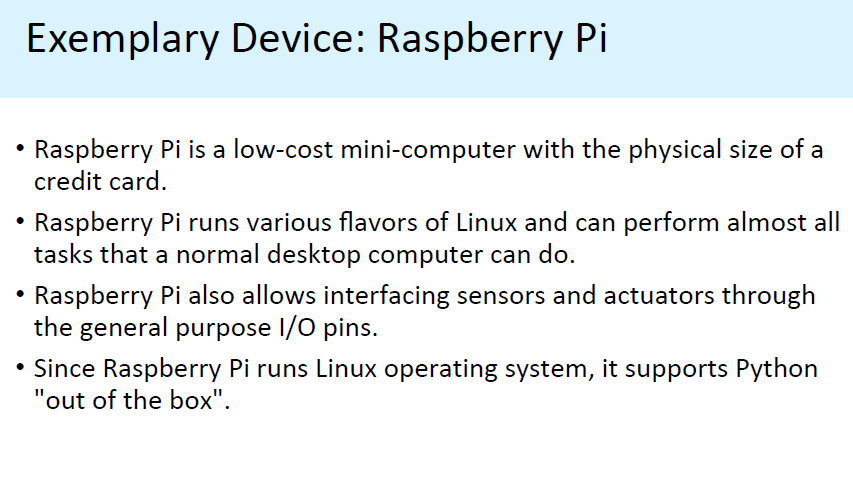 Exemplary Device: Raspberry Pi
• Raspberry Pi is a low-cost mini-computer with the physical size of a
credit card.
• Raspberry Pi runs various flavors of Linux and can perform almost all
tasks that a normal desktop computer can do.
• Raspberry Pi also allows interfacing sensors and actuators through
the general purpose I/O pins.
• Since Raspberry Pi runs Linux operating system, it supports Python
"out of the box".